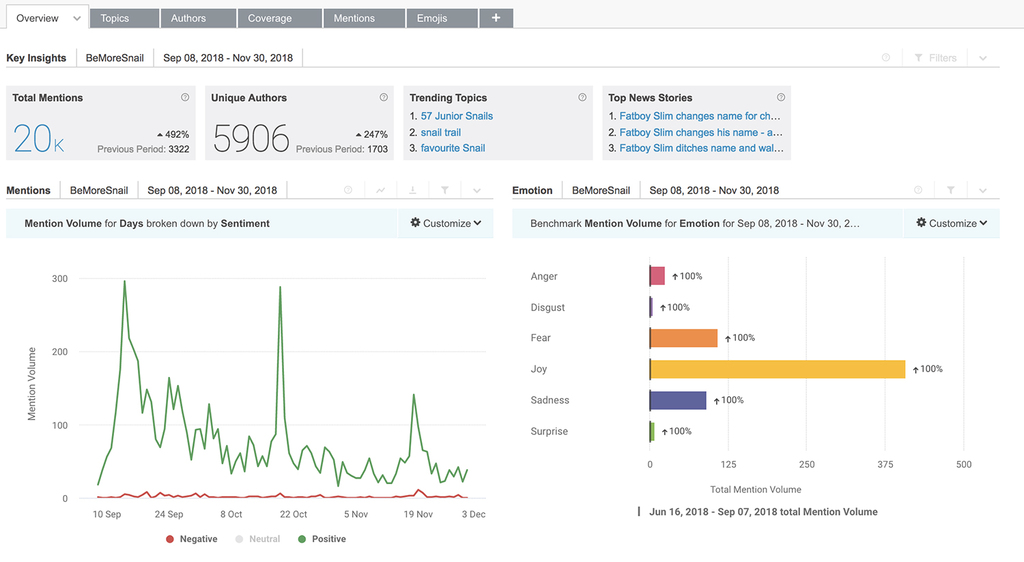 Overview
Topics
Authors
Coverage
Mentions
Emojis
+
Key Insights
BeMoreSnail
Sep 08, 2018 - Nov 30, 2018
Filters
Total Mentions
20K
492%
Previous Period: 3322
Unique Authors
5906
247%
Previous Period: 1703
Trending Topics
1. 57 Junior Snails
2. snail trail
3. favourite Snail
Top News Stories
1. Fatboy Slim changes name for ch...
2. Fatboy Slim changes his name - a...
3. Fatboy Slim ditches name and wal...
Mentions
BeMoreSnail
Sep 08, 2018 - Nov 30, 2018
Mention Volume for Days broken down by Sentiment
Customize
Mention Volume
300
200
100
0
10 Sep
24 Sep
8 Oct
22 Oct
5 Nov
19 Nov
3 Dec
Negative
Neutral
Positive
Emotion
BeMoreSnail
Sep 08, 2018 - Nov 30, 2018
Benchmark Mention Volume for Emotion for Sep 08, 2018 - Nov 30, 2...
Customize
Anger
100%
Disgust
100%
Fear
100%
Joy
100%
Sadness
100%
Surprise
100%
0
125
250
375
500
Total Mention Volume
Jun 16, 2018 - Sep 07, 2018 total Mention Volume